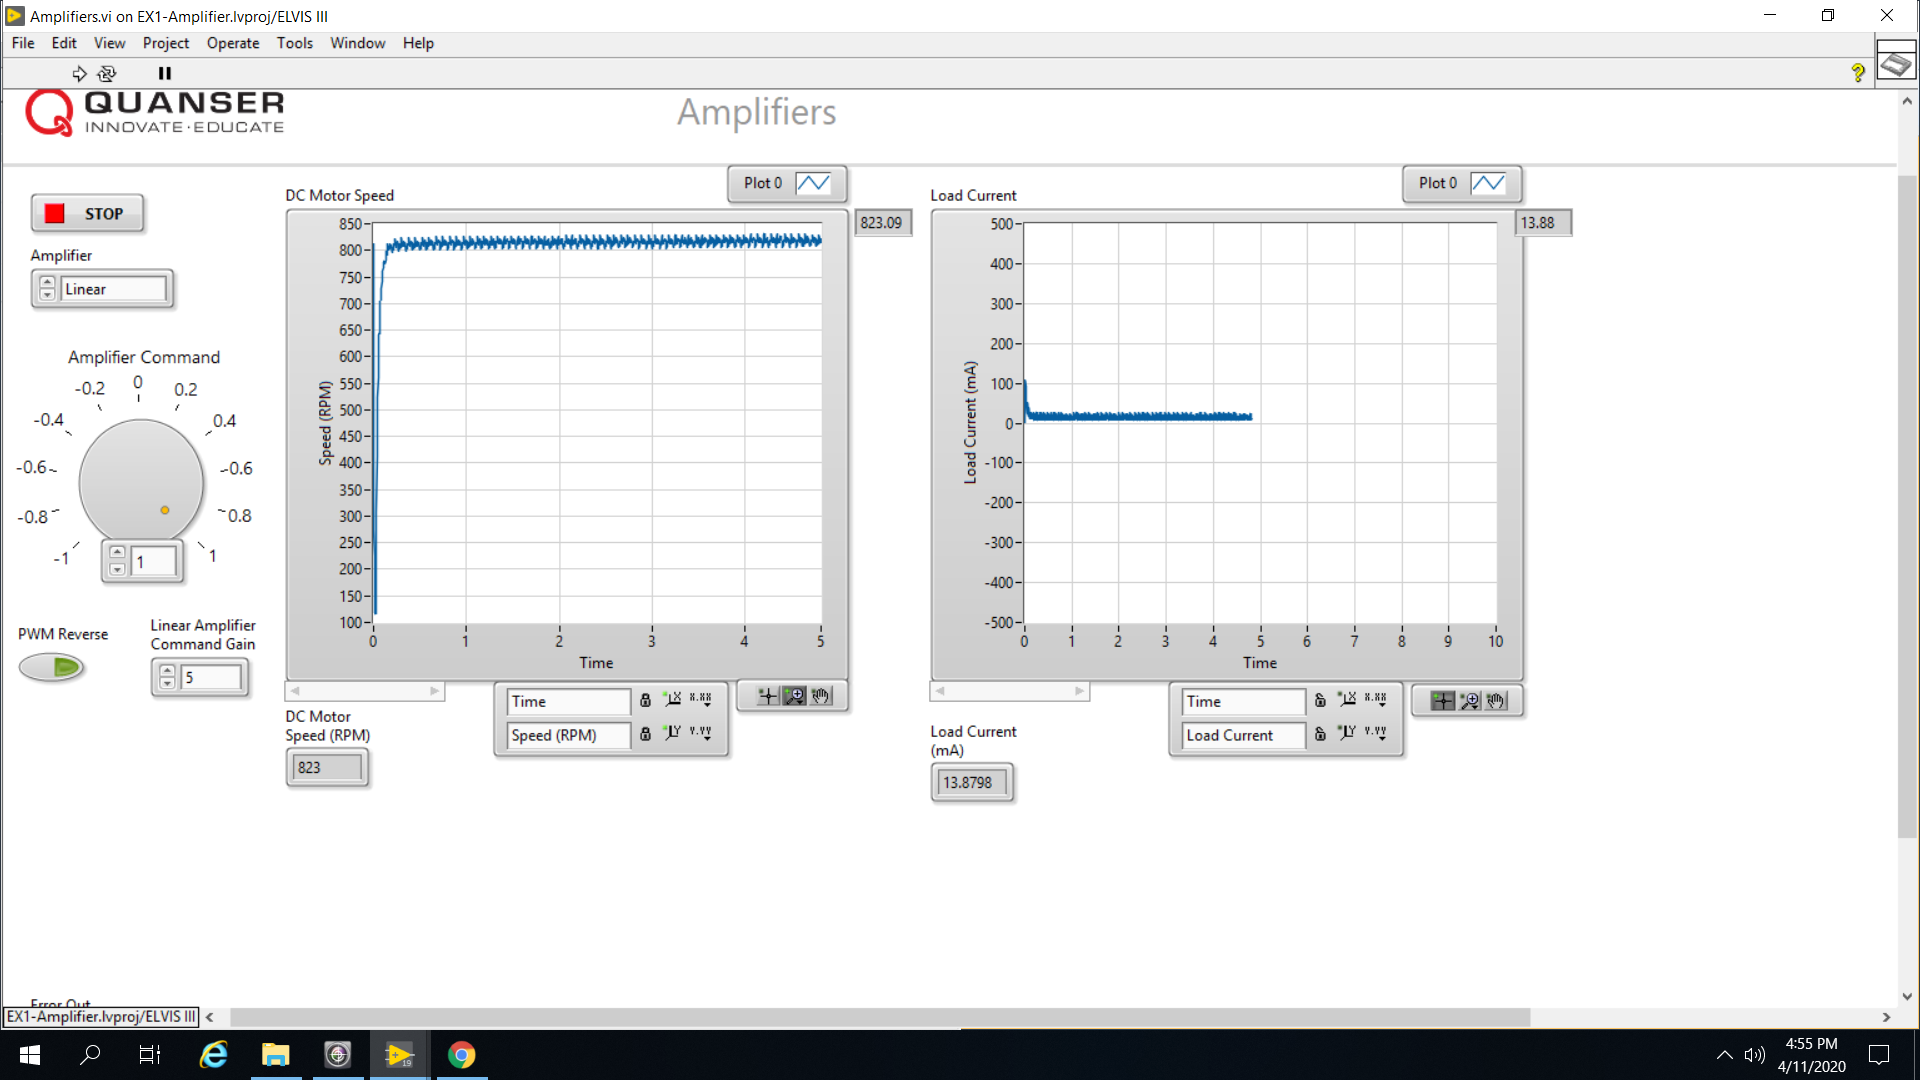 Amplifiers.vi on EX1-Amplifier.lvproj/ELVIS III
File Edit View Project Operate Tools Window Help
QUANSER
INNOVATE·EDUCATE
Amplifiers
STOP
Amplifier
Linear
Amplifier Command
-1 -0.8 -0.6 -0.4 -0.2 0 0.2 0.4 -0.6 0.8 1
1
PWM Reverse
Linear Amplifier
Command Gain
5
DC Motor Speed
Plot 0
823.09
850
800
750
700
650
600
550
500
450
400
350
300
250
200
150
100
Speed (RPM)
0 1 2 3 4 5
Time
DC Motor
Speed (RPM)
823
Time
X.XX
Speed (RPM)
Y.YY
Load Current
Plot 0
13.88
500
400
300
200
100
0
-100
-200
-300
-400
-500
Load Current (mA)
0 1 2 3 4 5 6 7 8 9 10
Time
Load Current
(mA)
13.8798
Time
X.XX
Load Current
Y.YY
Error Out
EX1-Amplifier.lvproj/ELVIS III
4:55 PM
4/11/2020